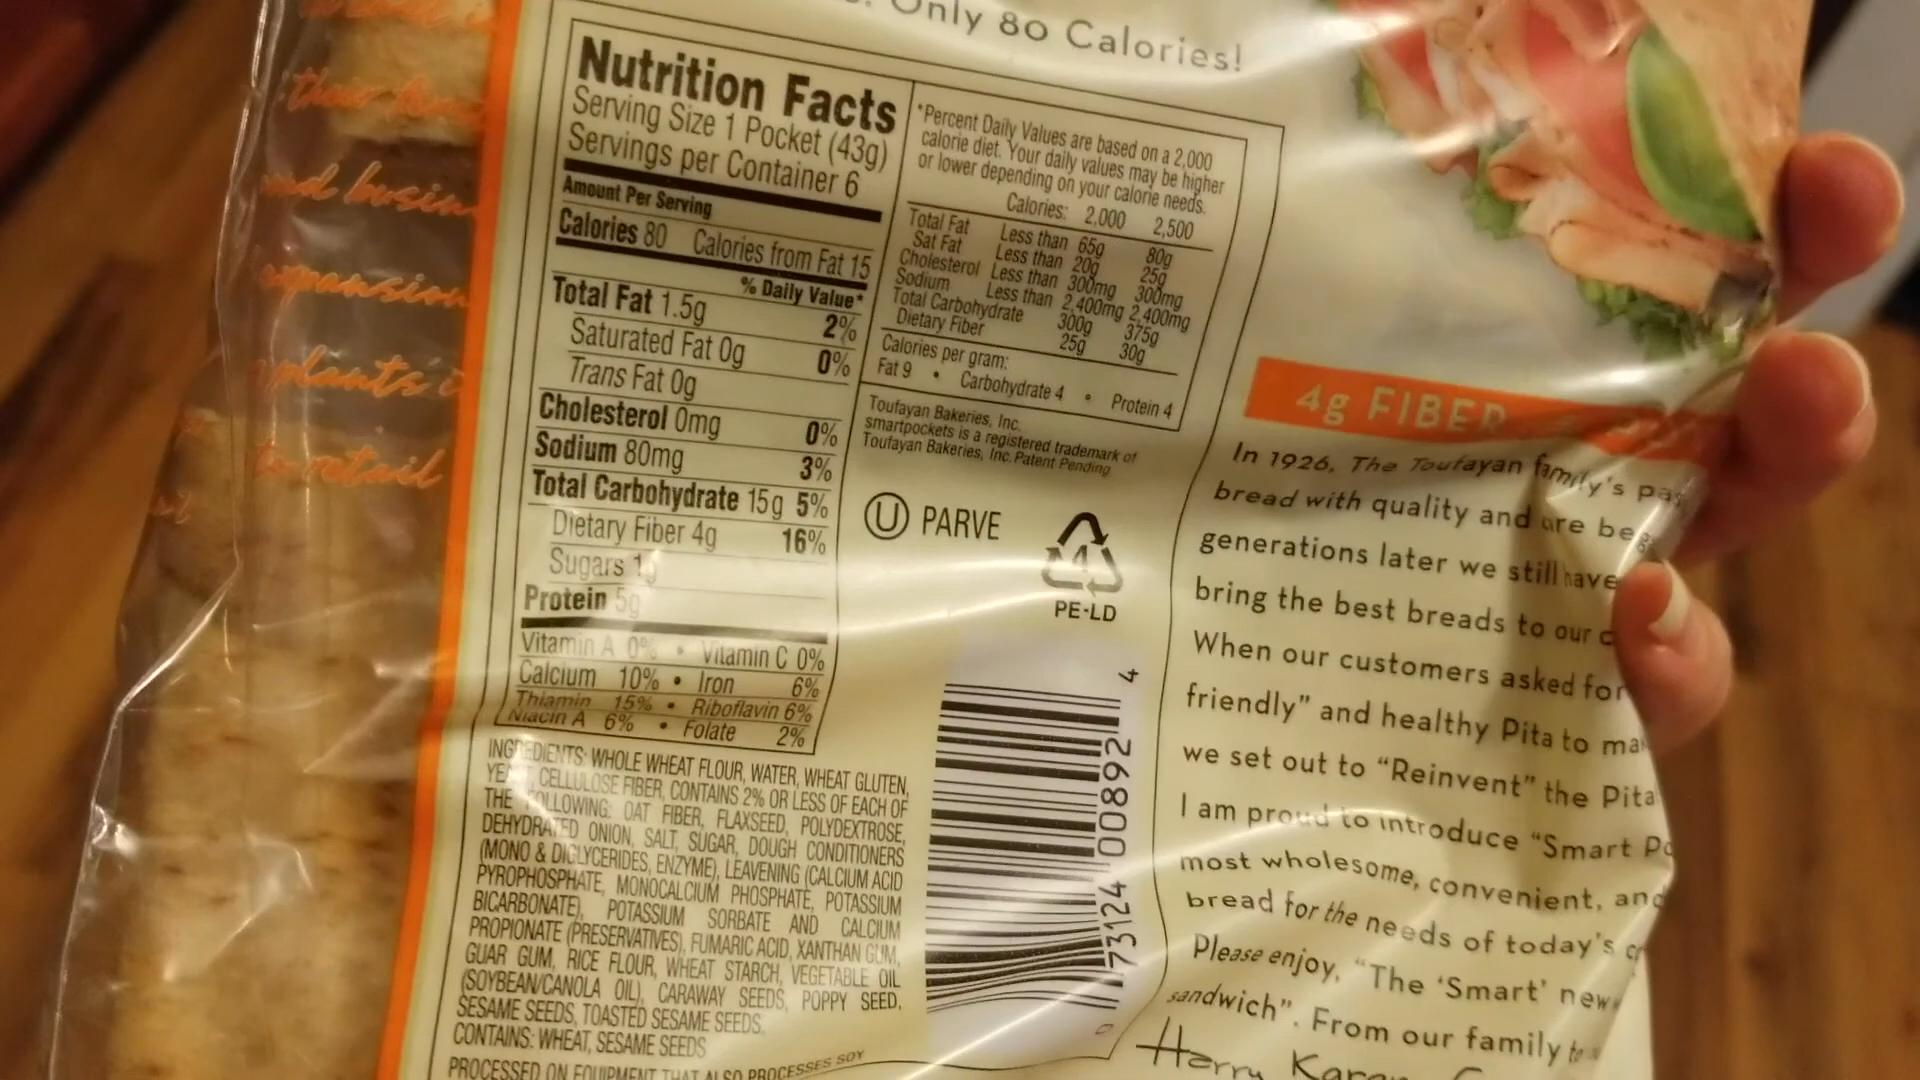 Only 80 Calories!
Nutrition Facts
Serving Size 1 Pocket (43g)
Servings per Container 6
Amount Per Serving
Calories 80 Calories from Fat 15
% Daily Value*
Total Fat 1.5g 2%
Saturated Fat 0g 0%
Trans Fat 0g
Cholesterol 0mg 0%
Sodium 80mg 3%
Total Carbohydrate 15g 5%
Dietary Fiber 4g 16%
Sugars 1g
Protein 5g
Vitamin A 0% • Vitamin C 0%
Calcium 10% • Iron 6%
Thiamin 15% • Riboflavin 6%
Niacin A 6% • Folate 2%
INGREDIENTS: WHOLE WHEAT FLOUR, WATER, WHEAT GLUTEN,
YEAST, CELLULOSE FIBER, CONTAINS 2% OR LESS OF EACH OF
THE FOLLOWING: OAT FIBER, FLAXSEED, POLYDEXTROSE,
DEHYDRATED ONION, SALT, SUGAR, DOUGH CONDITIONERS
(MONO & DIGLYCERIDES, ENZYME), LEAVENING (CALCIUM ACID
PYROPHOSPHATE, MONOCALCIUM PHOSPHATE, POTASSIUM
BICARBONATE), POTASSIUM SORBATE AND CALCIUM
PROPIONATE (PRESERVATIVES), FUMARIC ACID, XANTHAN GUM,
GUAR GUM, RICE FLOUR, WHEAT STARCH, VEGETABLE OIL
(SOYBEAN/CANOLA OIL), CARAWAY SEEDS, POPPY SEED,
SESAME SEEDS, TOASTED SESAME SEEDS.
CONTAINS: WHEAT, SESAME SEEDS
PROCESSED ON EQUIPMENT THAT ALSO PROCESSES SOY
*Percent Daily Values are based on a 2,000
calorie diet. Your daily values may be higher
or lower depending on your calorie needs.
Calories: 2,000 2,500
Total Fat Less than 65g 80g
Sat Fat Less than 20g 25g
Cholesterol Less than 300mg 300mg
Sodium Less than 2,400mg 2,400mg
Total Carbohydrate 300g 375g
Dietary Fiber 25g 30g
Calories per gram:
Fat 9 • Carbohydrate 4 • Protein 4
Toufayan Bakeries, Inc.
smartpockets is a registered trademark of
Toufayan Bakeries, Inc. Patent Pending
U PARVE
4
PE-LD
73124 00892 4
4g FIBER
In 1926, The Toufayan family's pas
bread with quality and
generations later we still have
bring the best breads to our
When our customers asked for
friendly" and healthy Pita to
we set out to "Reinvent" the Pita
I am proud to introduce "Smart
most wholesome, convenient, and
bread for the needs of today's
Please enjoy, "The 'Smart' new
sandwich". From our family to
Harry
expansion
plants
to retail